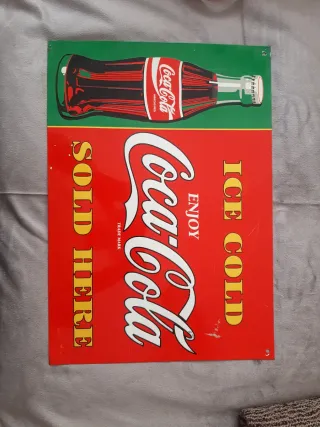 ICE COLD
ENJOY
Coca-Cola
TRADE MARK
SOLD HERE
Coca-Cola